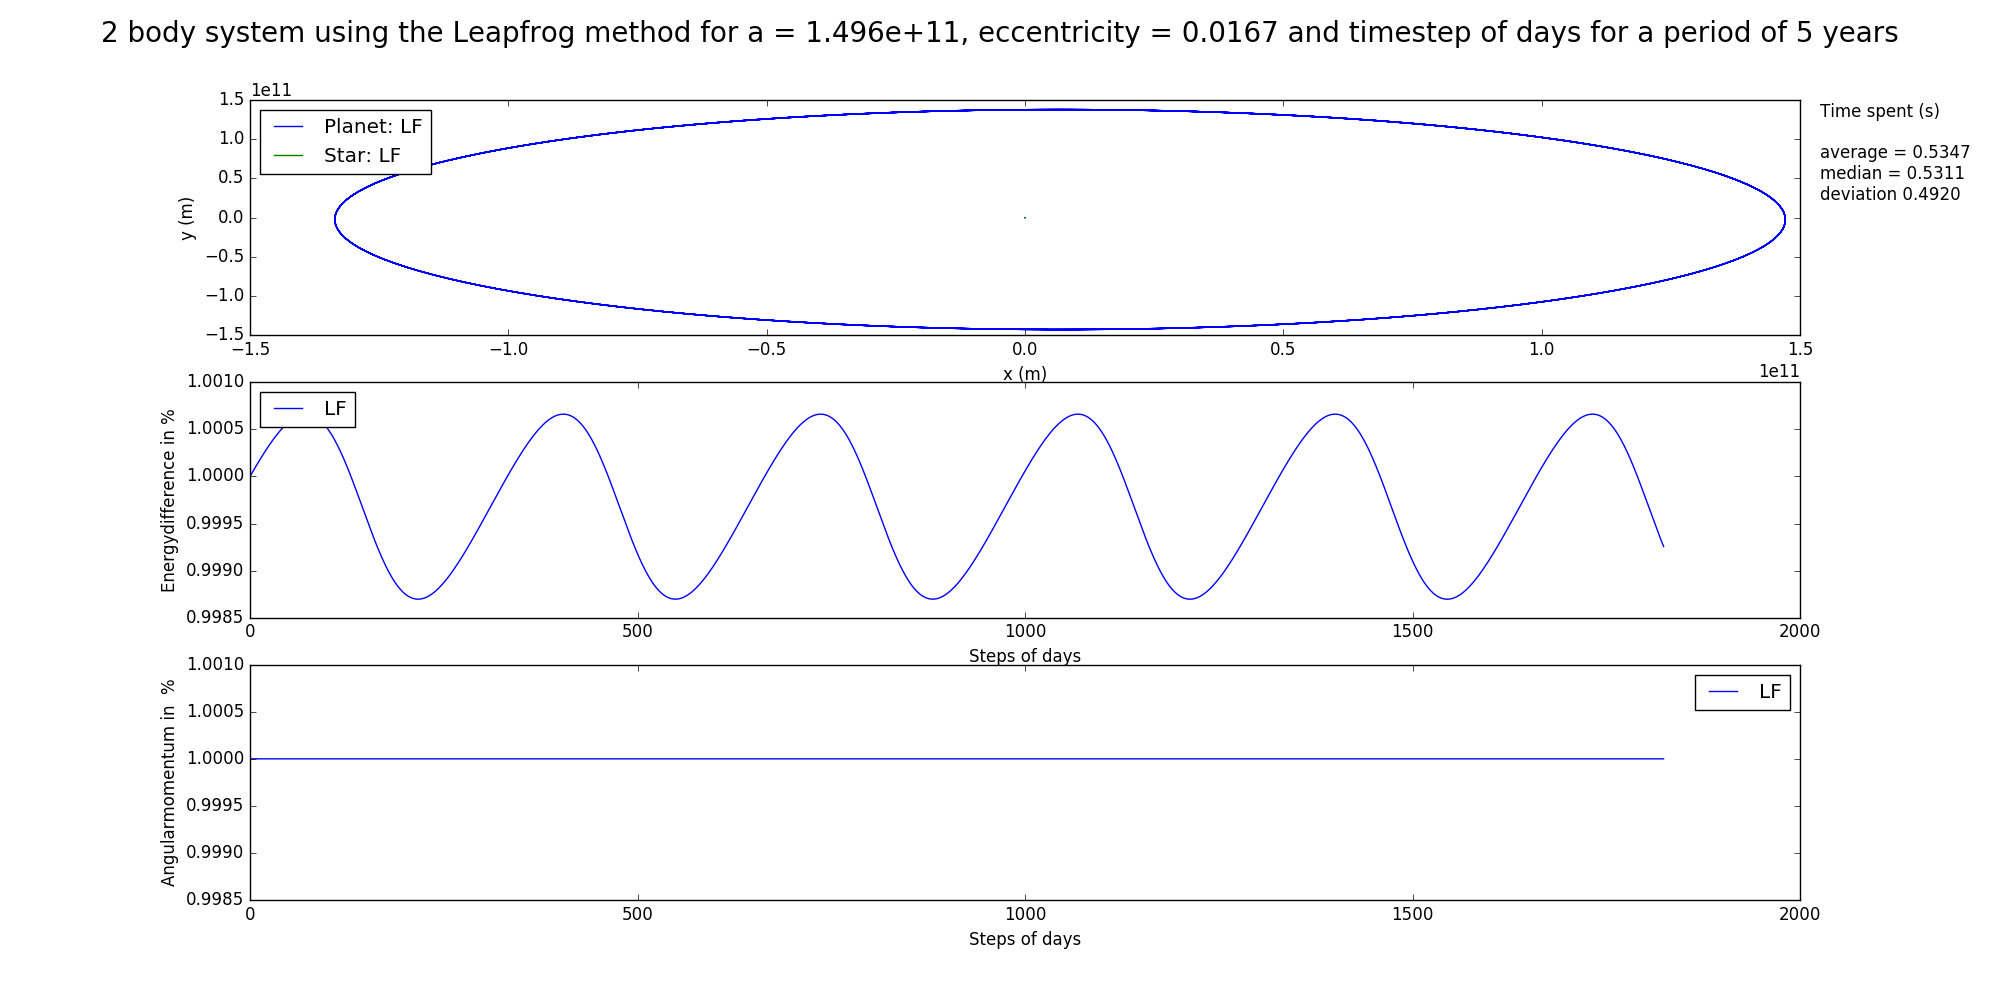 2 body system using the Leapfrog method for a = 1.496e+11, eccentricity = 0.0167 and timestep of days for a period of 5 years
1e11
Planet: LF
Star: LF
1.5
1.0
0.5
0.0
−0.5
−1.0
−1.5
y (m)
−1.5 −1.0 −0.5 0.0 0.5 1.0 1.5
x (m)
1e11
Time spent (s)
average = 0.5347
median = 0.5311
deviation 0.4920
LF
1.0010
1.0005
1.0000
0.9995
0.9990
0.9985
Energydifference in %
0 500 1000 1500 2000
Steps of days
LF
1.0010
1.0005
1.0000
0.9995
0.9990
0.9985
Angularmomentum in  %
0 500 1000 1500 2000
Steps of days